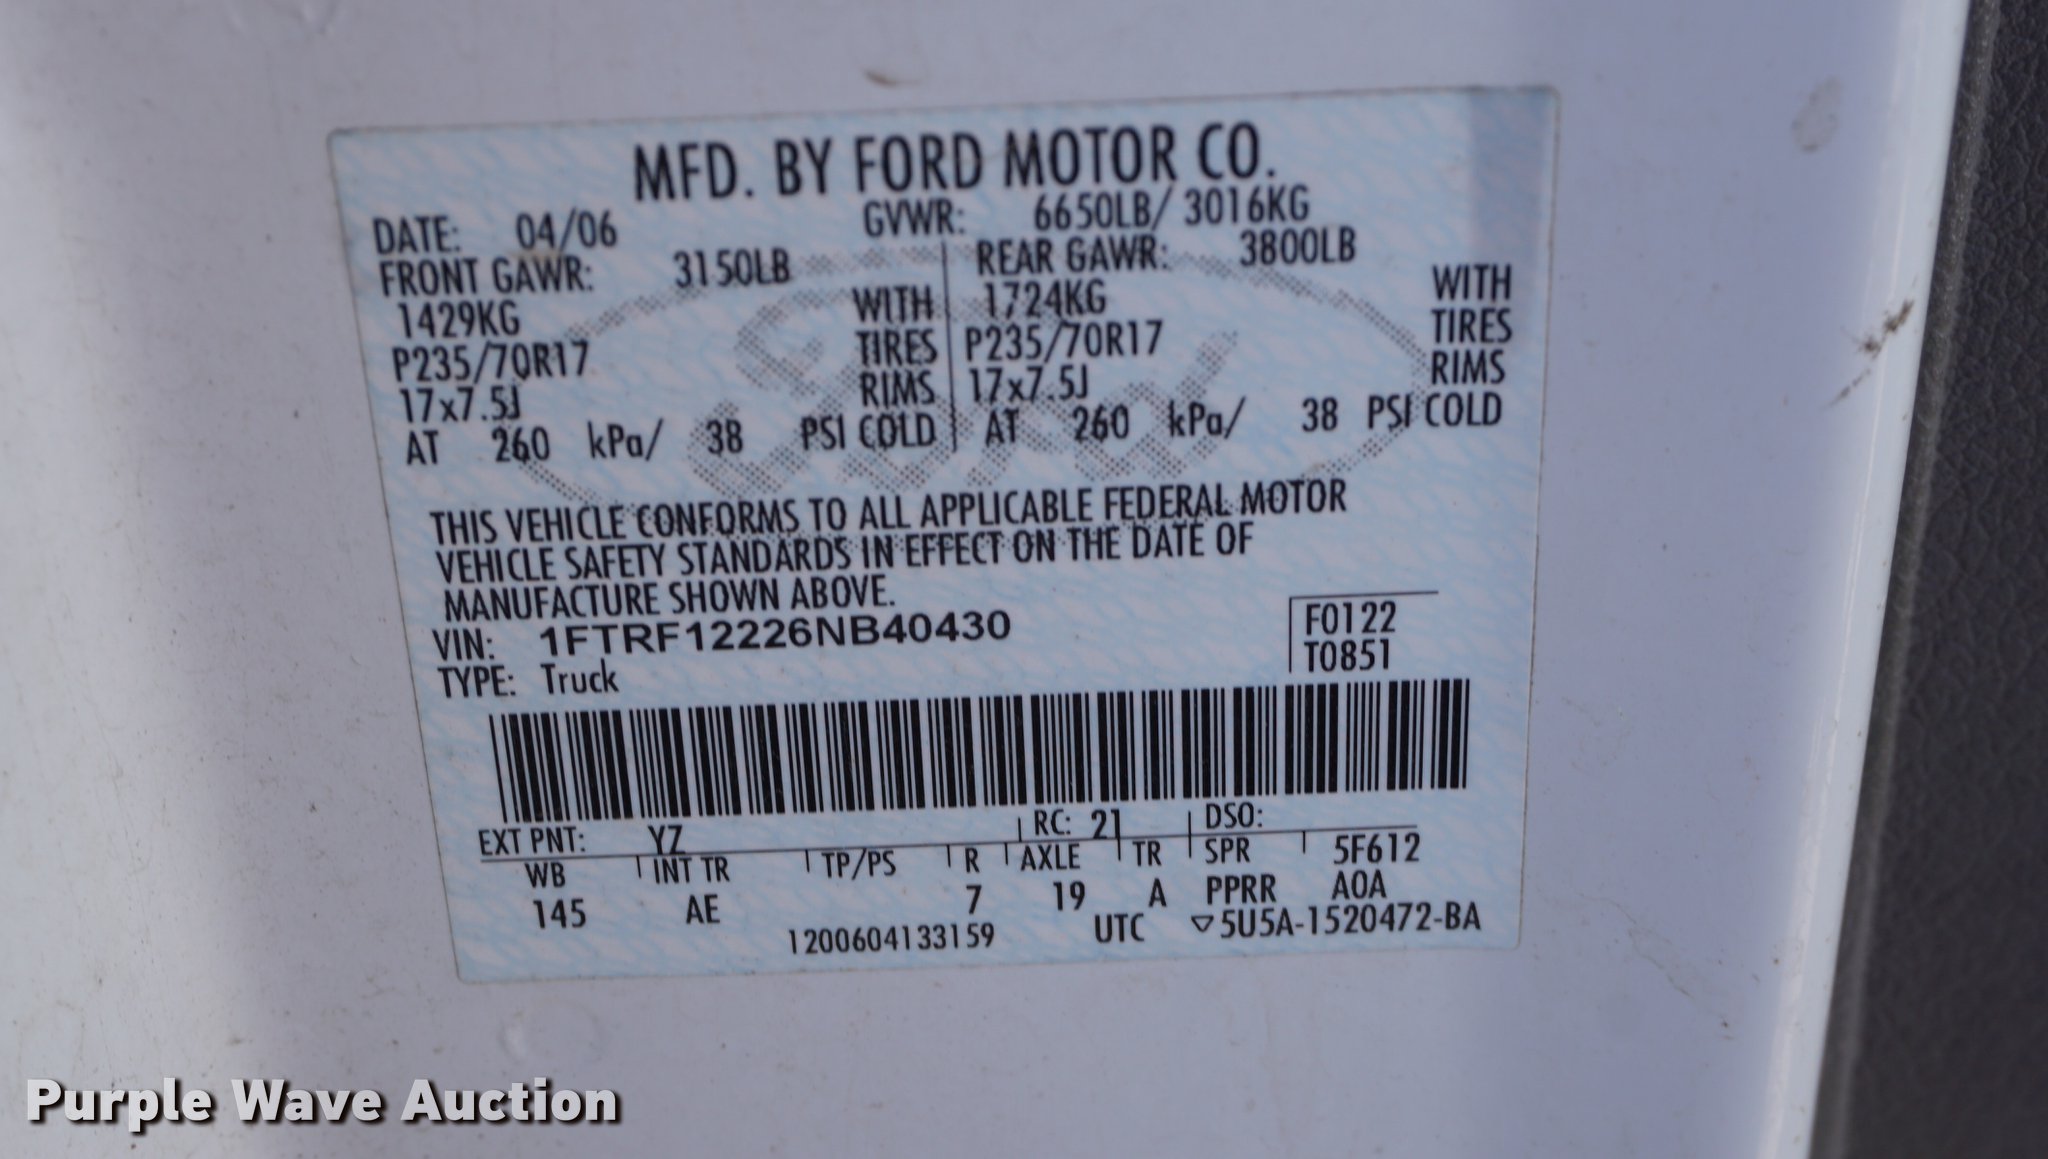 MFD. BY FORD MOTOR CO.
DATE: 04/06 GVWR: 6650LB/ 3016KG
FRONT GAWR: 3150LB REAR GAWR: 3800LB
1429KG WITH 1724KG WITH
P235/70R17 TIRES P235/70R17 TIRES
17x7.5J RIMS 17x7.5J RIMS
AT 260 kPa/ 38 PSI COLD AT 260 kPa/ 38 PSI COLD
THIS VEHICLE CONFORMS TO ALL APPLICABLE FEDERAL MOTOR
VEHICLE SAFETY STANDARDS IN EFFECT ON THE DATE OF
MANUFACTURE SHOWN ABOVE.
VIN: 1FTRF12226NB40430 F0122
TYPE: Truck T0851
EXT PNT: YZ RC: 21 DSO:
WB INT TR TP/PS R AXLE TR SPR 5F612
145 AE 7 19 A PPRR AOA
1200604133159 UTC ▽5U5A-1520472-BA
Ford
Purple Wave Auction